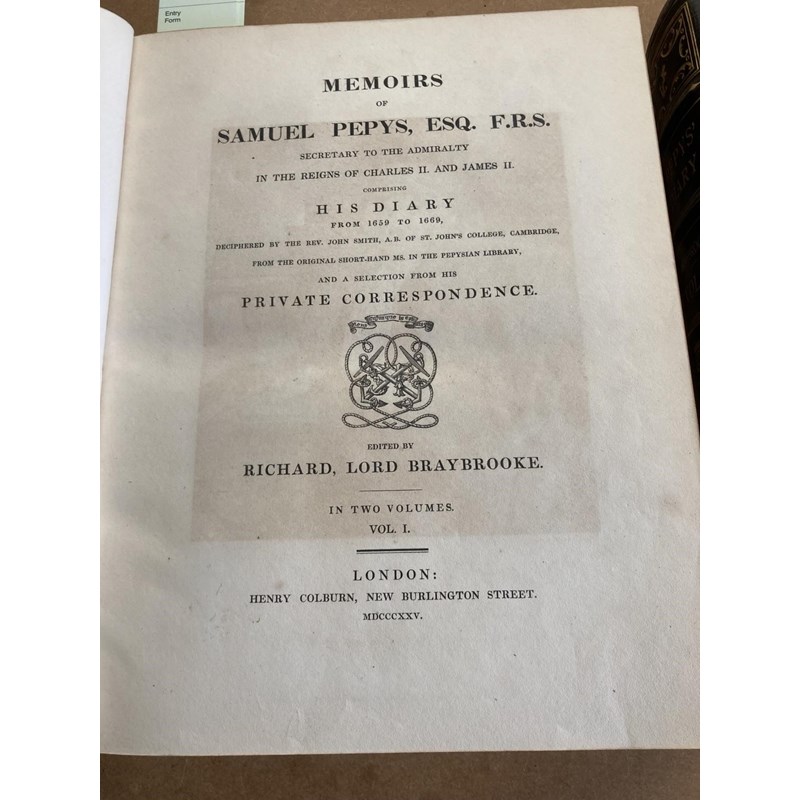 Entry
Form
MEMOIRS
OF
SAMUEL PEPYS, ESQ. F.R.S.
SECRETARY TO THE ADMIRALTY
IN THE REIGNS OF CHARLES II. AND JAMES II.
COMPRISING
HIS DIARY
FROM 1659 TO 1669,
DECIPHERED BY THE REV. JOHN SMITH, A.B. OF ST. JOHN'S COLLEGE, CAMBRIDGE,
FROM THE ORIGINAL SHORT-HAND MS. IN THE PEPYSIAN LIBRARY,
AND A SELECTION FROM HIS
PRIVATE CORRESPONDENCE.
EDITED BY
RICHARD, LORD BRAYBROOKE.
IN TWO VOLUMES.
VOL. I.
LONDON:
HENRY COLBURN, NEW BURLINGTON STREET.
MDCCCXXV.